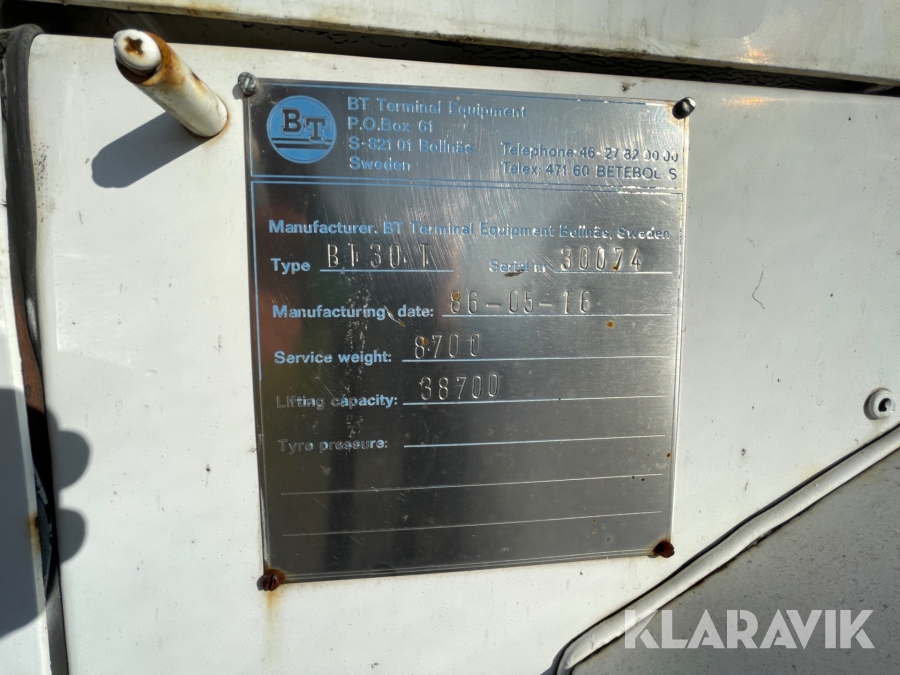 BT
BT Terminal Equipment
P.O.Box 61
S-821 01 Bollnäs
Sweden
Telephone 46-27 82 00 00
Telex: 471 60 BETEBOL S
Manufacturer. BT Terminal Equipment Bollnäs, Sweden
Type BT 30 T Serial nr 30074
Manufacturing date: 86-05-16
Service weight: 8700
Lifting capacity: 38700
Tyre pressure:
KLARAVIK